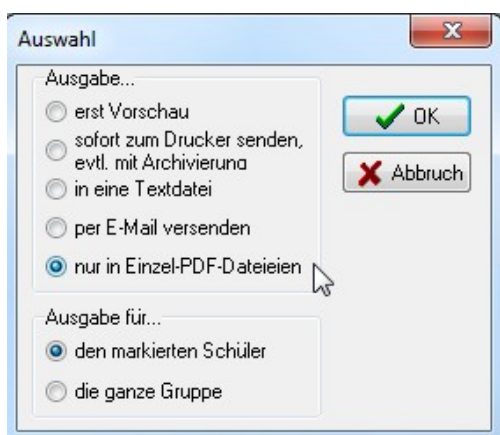 Auswahl
Ausgabe...
erst Vorschau
sofort zum Drucker senden,
evtl. mit Archivierung
in eine Textdatei
per E-Mail versenden
nur in Einzel-PDF-Dateieien
Ausgabe für...
den markierten Schüler
die ganze Gruppe
OK
Abbruch